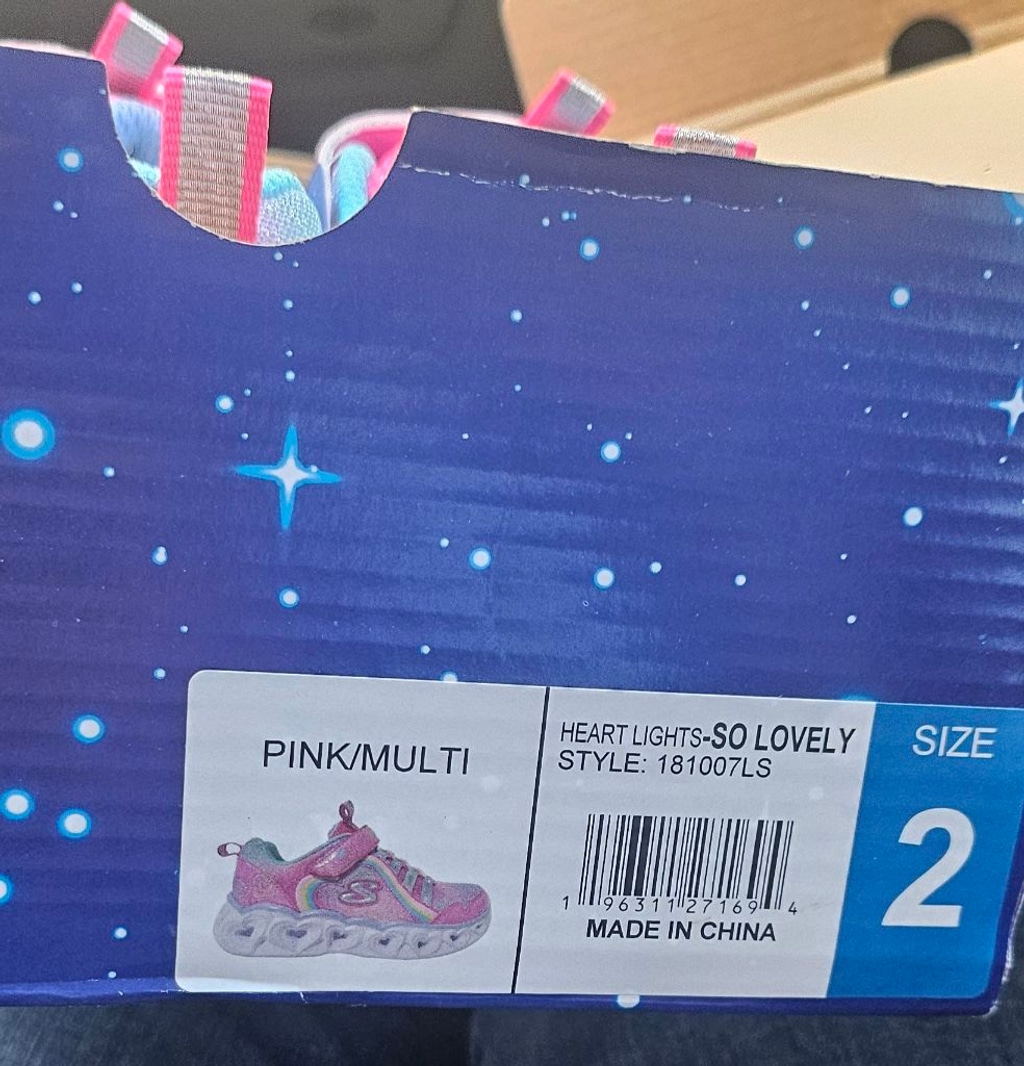 PINK/MULTI
HEART LIGHTS-SO LOVELY
STYLE: 181007LS
1 96311 27169 4
MADE IN CHINA
SIZE
2